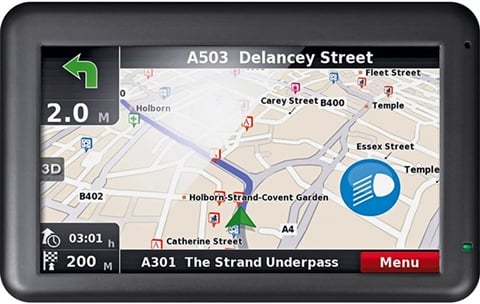 A503 Delancey Street
2.0 M
0
Holborn
Fleet Street
Carey Street
B400
Temple
Essex Street
Temple
3D
B402
Holborn-Strand-Covent Garden
A4
Catherine Street
03:01 h
200 M
A301 The Strand Underpass
Menu